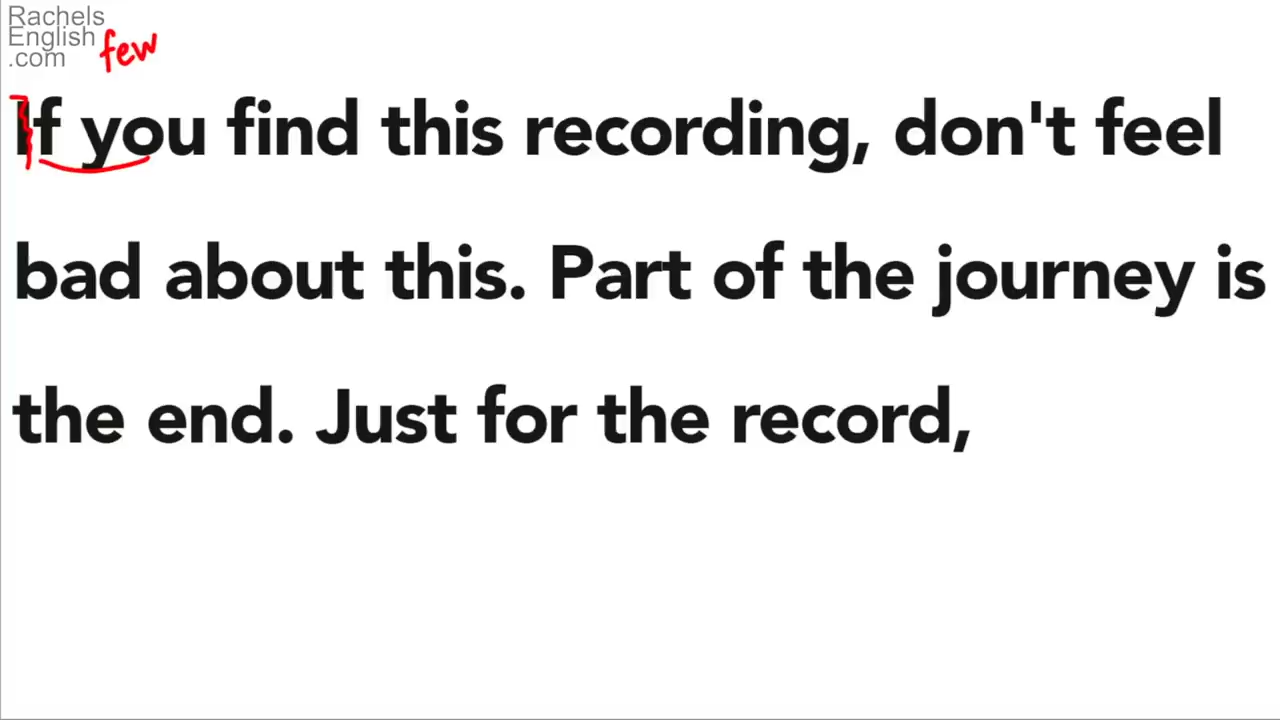 Rachels
English
.com
few
If you find this recording, don't feel
bad about this. Part of the journey is
the end. Just for the record,